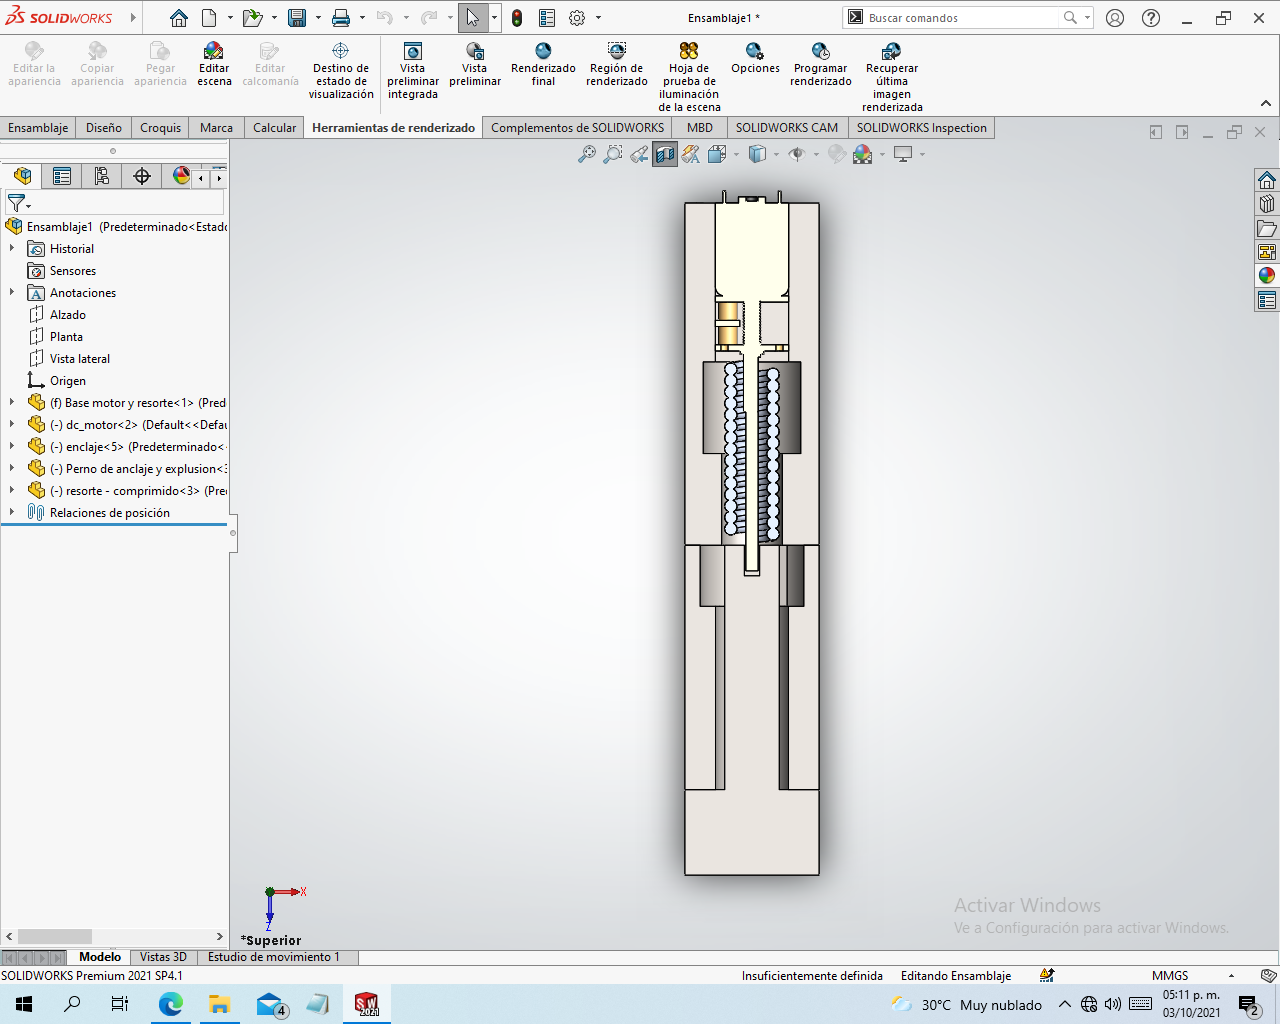 SOLIDWORKS
Ensamblaje1 *
Buscar comandos
Editar la apariencia
Copiar apariencia
Pegar apariencia
Editar escena
Editar calcomanía
Destino de estado de visualización
Vista preliminar integrada
Vista preliminar
Renderizado final
Región de renderizado
Hoja de prueba de iluminación de la escena
Opciones
Programar renderizado
Recuperar última imagen renderizada
Ensamblaje
Diseño
Croquis
Marca
Calcular
Herramientas de renderizado
Complementos de SOLIDWORKS
MBD
SOLIDWORKS CAM
SOLIDWORKS Inspection
Ensamblaje1 (Predeterminado<Estado
Historial
Sensores
Anotaciones
Alzado
Planta
Vista lateral
Origen
(f) Base motor y resorte<1> (Pred
(-) dc_motor<2> (Default<<Defau
(-) enclaje<5> (Predeterminado<
(-) Perno de anclaje y explusion<3
(-) resorte - comprimido<3> (Pre
Relaciones de posición
X
Z
*Superior
Activar Windows
Ve a Configuración para activar Windows.
Modelo
Vistas 3D
Estudio de movimiento 1
SOLIDWORKS Premium 2021 SP4.1
Insuficientemente definida
Editando Ensamblaje
MMGS
4
SW
2021
30°C Muy nublado
05:11 p. m.
03/10/2021
2